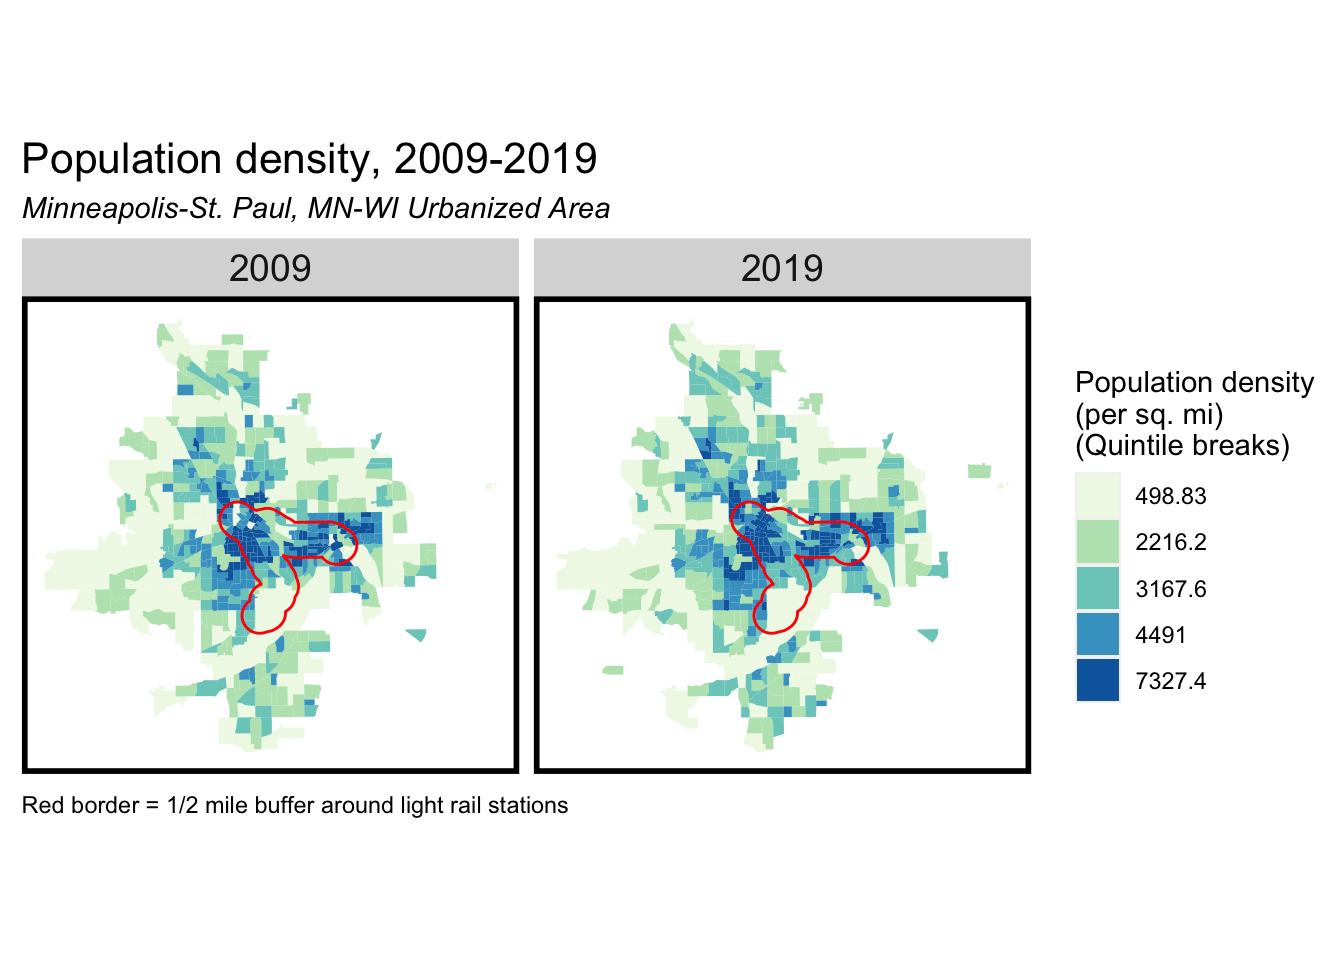 Population density, 2009-2019
Minneapolis-St. Paul, MN-WI Urbanized Area
2009
2019
Population density
(per sq. mi)
(Quintile breaks)
498.83
2216.2
3167.6
4491
7327.4
Red border = 1/2 mile buffer around light rail stations